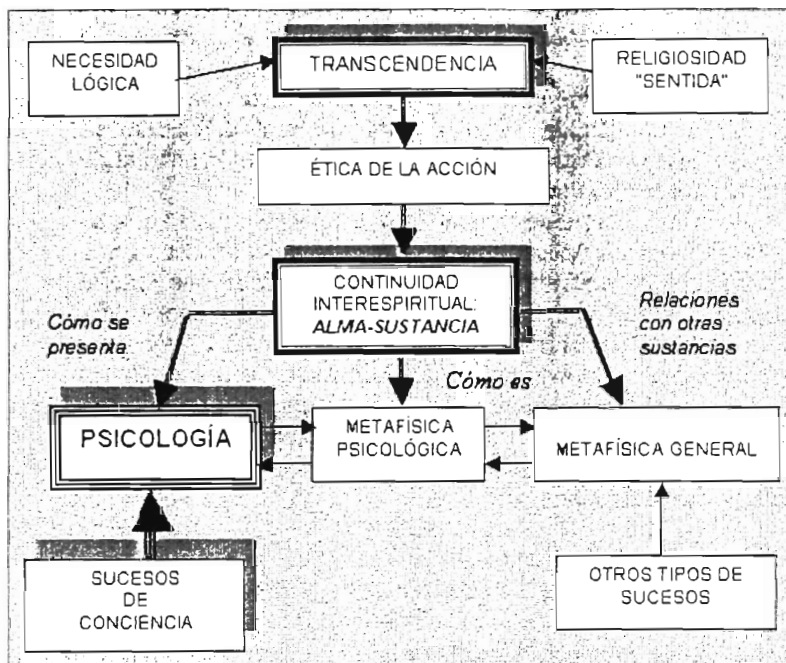 NECESIDAD
LÓGICA
TRANSCENDENCIA
RELIGIOSIDAD
"SENTIDA"
ÉTICA DE LA ACCIÓN
CONTINUIDAD
INTERESPIRITUAL:
ALMA-SUSTANCIA
Cómo se
presenta
Relaciones
con otras
sustancias
Cómo es
PSICOLOGÍA
METAFÍSICA
PSICOLÓGICA
METAFÍSICA GENERAL
SUCESOS
DE
CONCIENCIA
OTROS TIPOS DE
SUCESOS